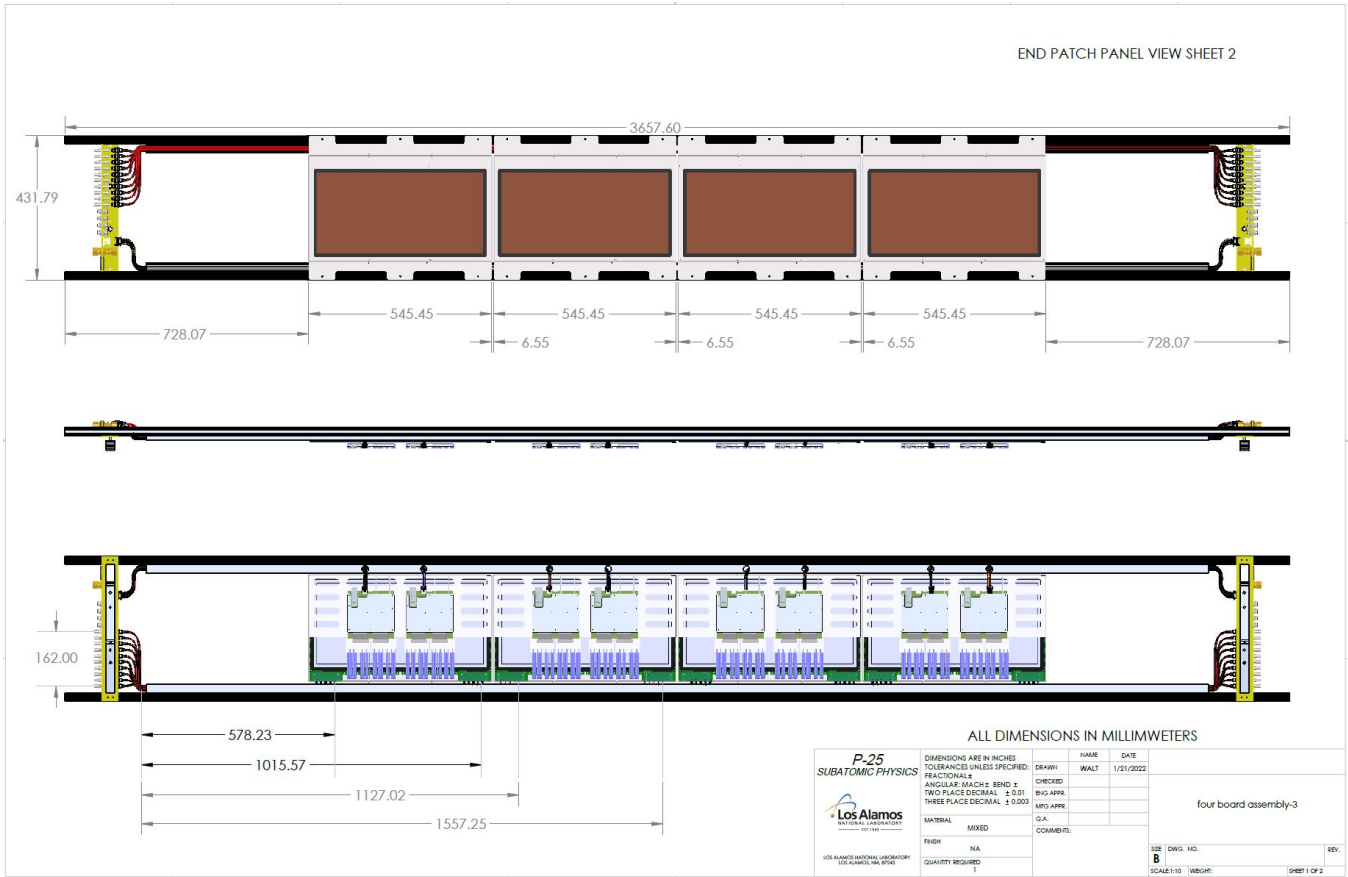 END PATCH PANEL VIEW SHEET 2
3657.60
431.79
545.45
545.45
545.45
545.45
728.07
6.55
6.55
6.55
728.07
162.00
578.23
1015.57
1127.02
1557.25
ALL DIMENSIONS IN MILLIMWETERS
P-25
SUBATOMIC PHYSICS
Los Alamos
NATIONAL LABORATORY
EST. 1943
LOS ALAMOS NATIONAL LABORATORY
LOS ALAMOS, NM, 87545
DIMENSIONS ARE IN INCHES
TOLERANCES UNLESS SPECIFIED:
FRACTIONAL±
ANGULAR: MACH± BEND ±
TWO PLACE DECIMAL ± 0.01
THREE PLACE DECIMAL ± 0.003
MATERIAL
MIXED
FINISH
NA
QUANTITY REQUIRED
1
NAME DATE
DRAWN WALT 1/21/2022
CHECKED
ENG APPR.
MFG APPR.
Q.A.
COMMENTS:
four board assembly-3
SIZE DWG. NO. REV.
B
SCALE:1:10 WEIGHT: SHEET 1 OF 2